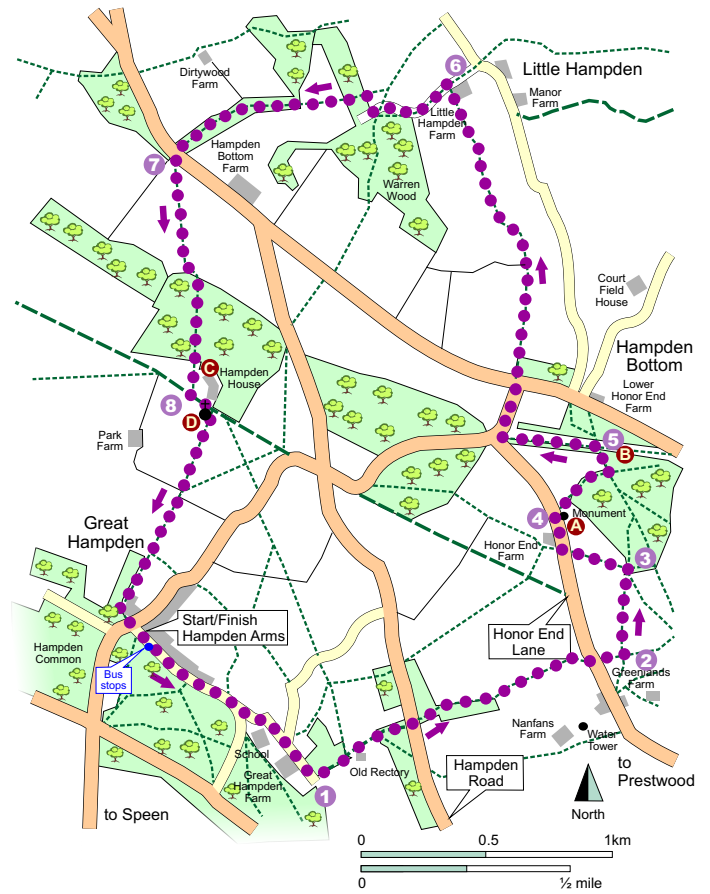 6
Little Hampden
Dirtywood
Farm
Manor
Farm
Little
Hampden
Farm
Hampden
Bottom
Farm
7
Warren
Wood
Court
Field
House
Hampden
Bottom
C
Hampden
House
Lower
Honor End
Farm
8
D
Park
Farm
5
B
4
Monument
A
Great
Hampden
Honor End
Farm
3
Start/Finish
Hampden Arms
Hampden
Common
Honor End
Lane
2
Bus
stops
Greenlands
Farm
Nanfans
Farm
Water
Tower
School
Great
Hampden
Farm
Old Rectory
1
Hampden
Road
to
Prestwood
to Speen
North
0 0.5 1km
0 ½ mile